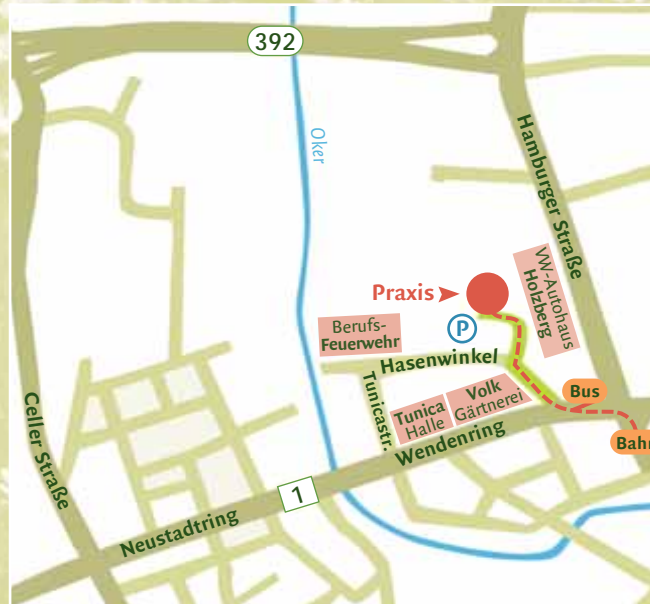 392
Oker
Hamburger Straße
VW-Autohaus
Holzberg
Praxis
P
Berufs-
Feuerwehr
Hasenwinkel
Tunicastr.
Tunica
Halle
Volk
Gärtnerei
Bus
Wendenring
Celler Straße
1
Neustadtring